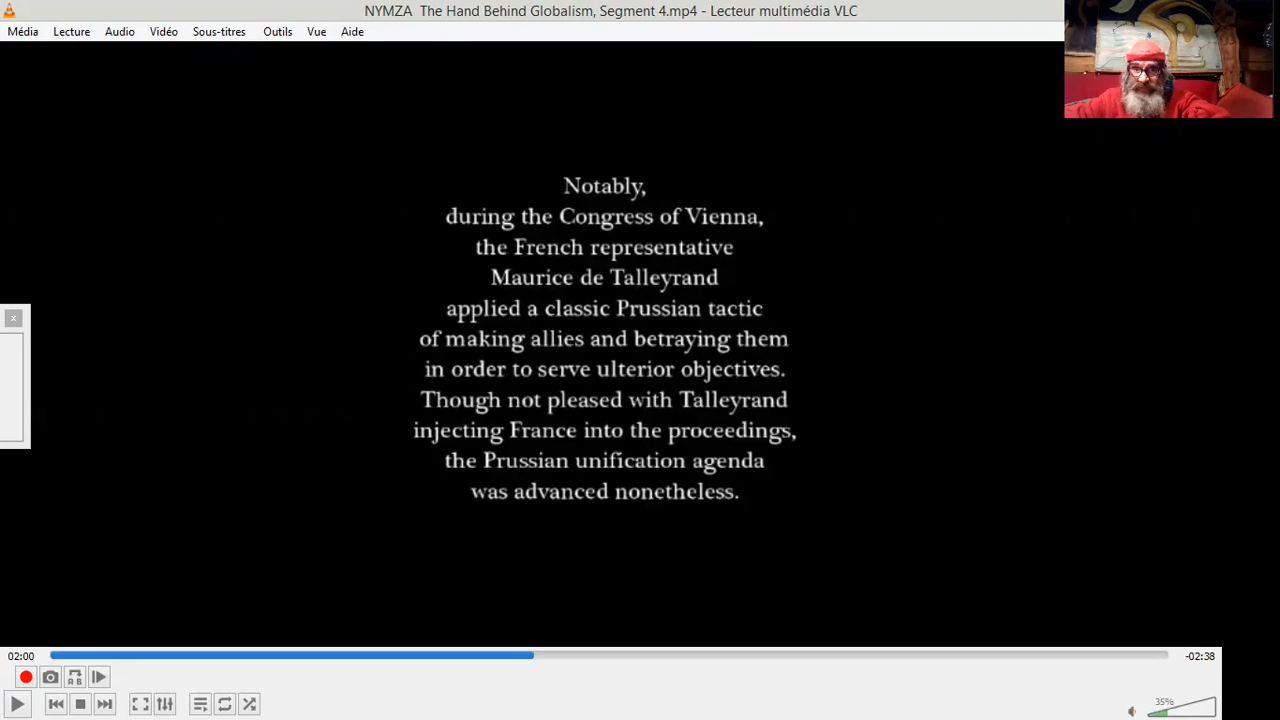 NYMZA The Hand Behind Globalism, Segment 4.mp4 - Lecteur multimédia VLC
Média Lecture Audio Vidéo Sous-titres Outils Vue Aide
Notably,
during the Congress of Vienna,
the French representative
Maurice de Talleyrand
applied a classic Prussian tactic
of making allies and betraying them
in order to serve ulterior objectives.
Though not pleased with Talleyrand
injecting France into the proceedings,
the Prussian unification agenda
was advanced nonetheless.
02:00 -02:38
35%